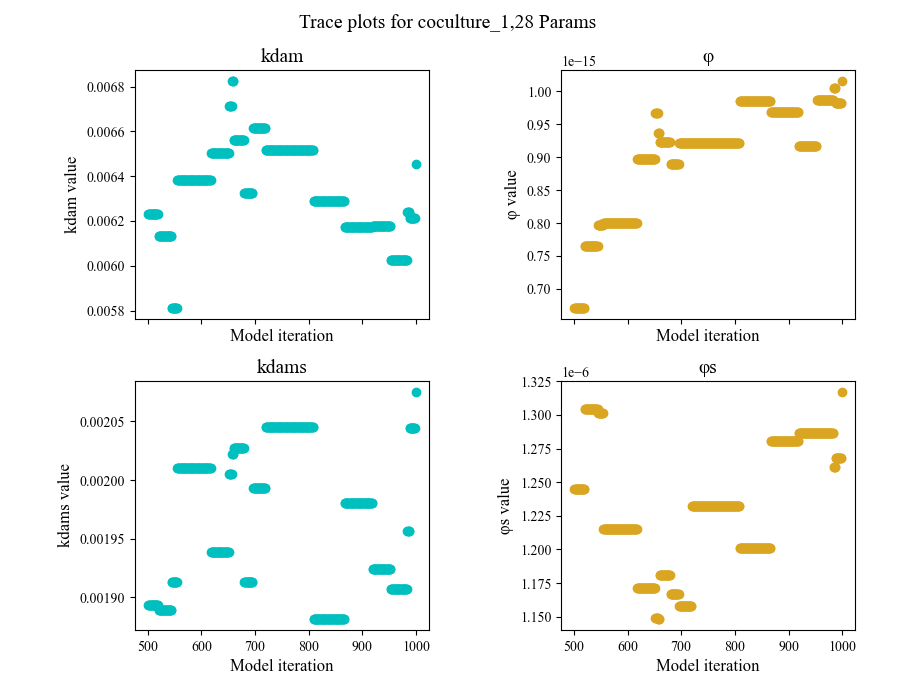 Trace plots for coculture_1,28 Params
kdam
φ
1e−15
kdam value
0.0068
0.0066
0.0064
0.0062
0.0060
0.0058
Model iteration
φ value
1.00
0.95
0.90
0.85
0.80
0.75
0.70
Model iteration
kdams
φs
1e−6
kdams value
0.00205
0.00200
0.00195
0.00190
500 600 700 800 900 1000
Model iteration
φs value
1.325
1.300
1.275
1.250
1.225
1.200
1.175
1.150
500 600 700 800 900 1000
Model iteration